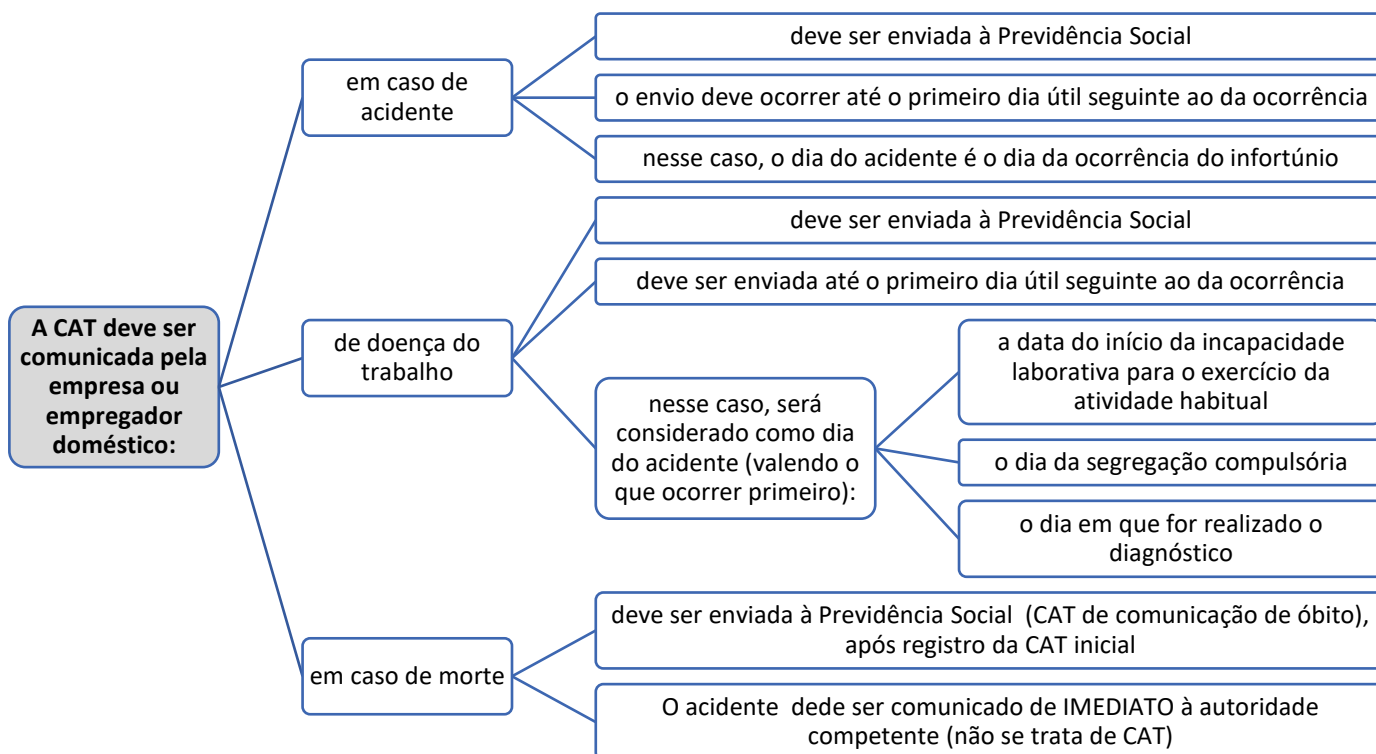 A CAT deve ser
comunicada pela
empresa ou
empregador
doméstico:
em caso de
acidente
deve ser enviada à Previdência Social
o envio deve ocorrer até o primeiro dia útil seguinte ao da ocorrência
nesse caso, o dia do acidente é o dia da ocorrência do infortúnio
de doença do
trabalho
deve ser enviada à Previdência Social
deve ser enviada até o primeiro dia útil seguinte ao da ocorrência
nesse caso, será
considerado como dia
do acidente (valendo o
que ocorrer primeiro):
a data do início da incapacidade
laborativa para o exercício da
atividade habitual
o dia da segregação compulsória
o dia em que for realizado o
diagnóstico
em caso de morte
deve ser enviada à Previdência Social (CAT de comunicação de óbito),
após registro da CAT inicial
O acidente dede ser comunicado de IMEDIATO à autoridade
competente (não se trata de CAT)